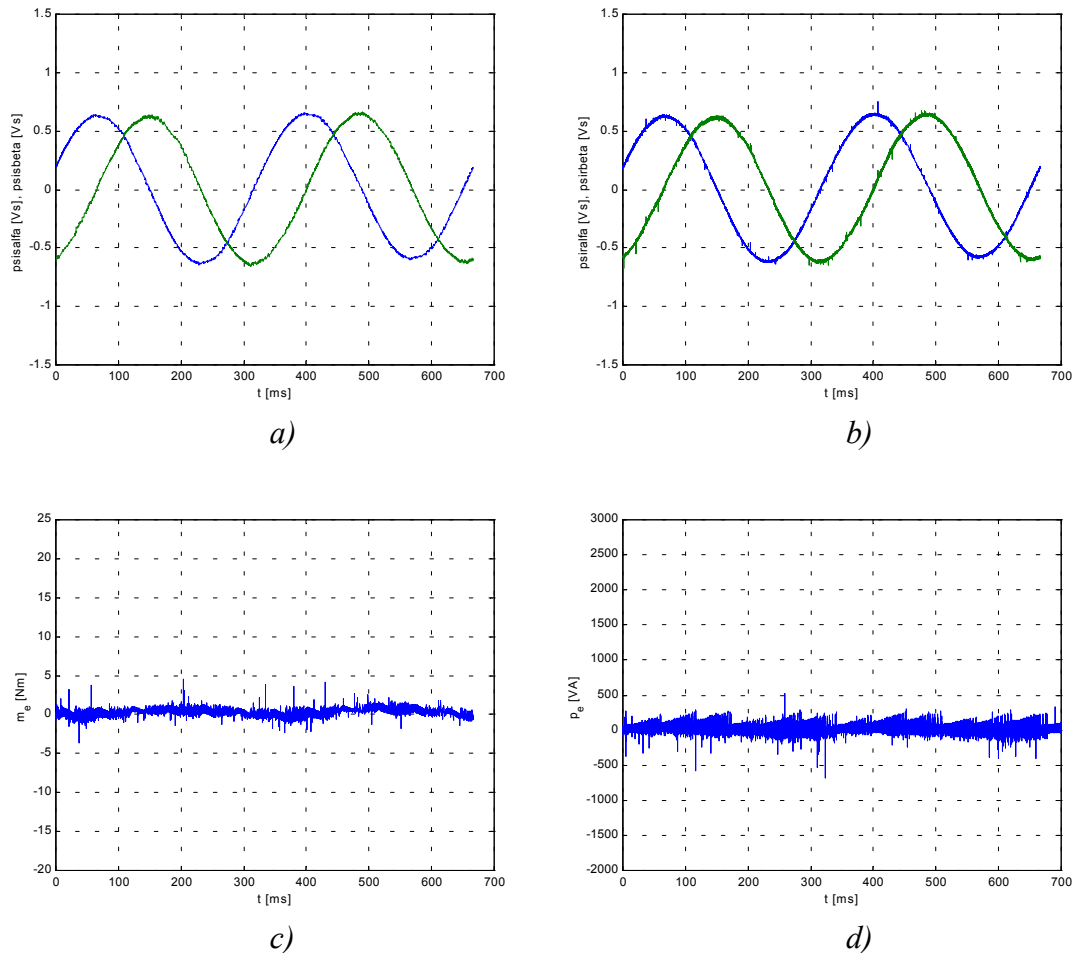 1.5
1
0.5
0
-0.5
-1
-1.5
psisalfa [Vs], psisbeta [Vs]
0 100 200 300 400 500 600 700
t [ms]
a)
1.5
1
0.5
0
-0.5
-1
-1.5
psiralfa [Vs], psirbeta [Vs]
0 100 200 300 400 500 600 700
t [ms]
b)
25
20
15
10
5
0
-5
-10
-15
-20
m_e [Nm]
0 100 200 300 400 500 600 700
t [ms]
c)
3000
2500
2000
1500
1000
500
0
-500
-1000
-1500
-2000
p_e [VA]
0 100 200 300 400 500 600 700
t [ms]
d)